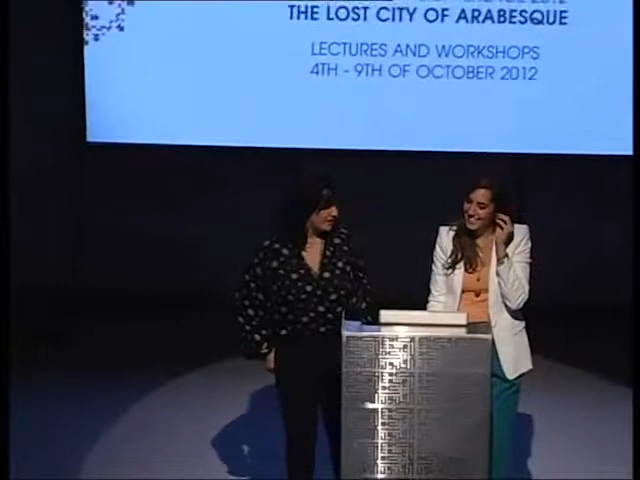 THE LOST CITY OF ARABESQUE
LECTURES AND WORKSHOPS
4TH - 9TH OF OCTOBER 2012